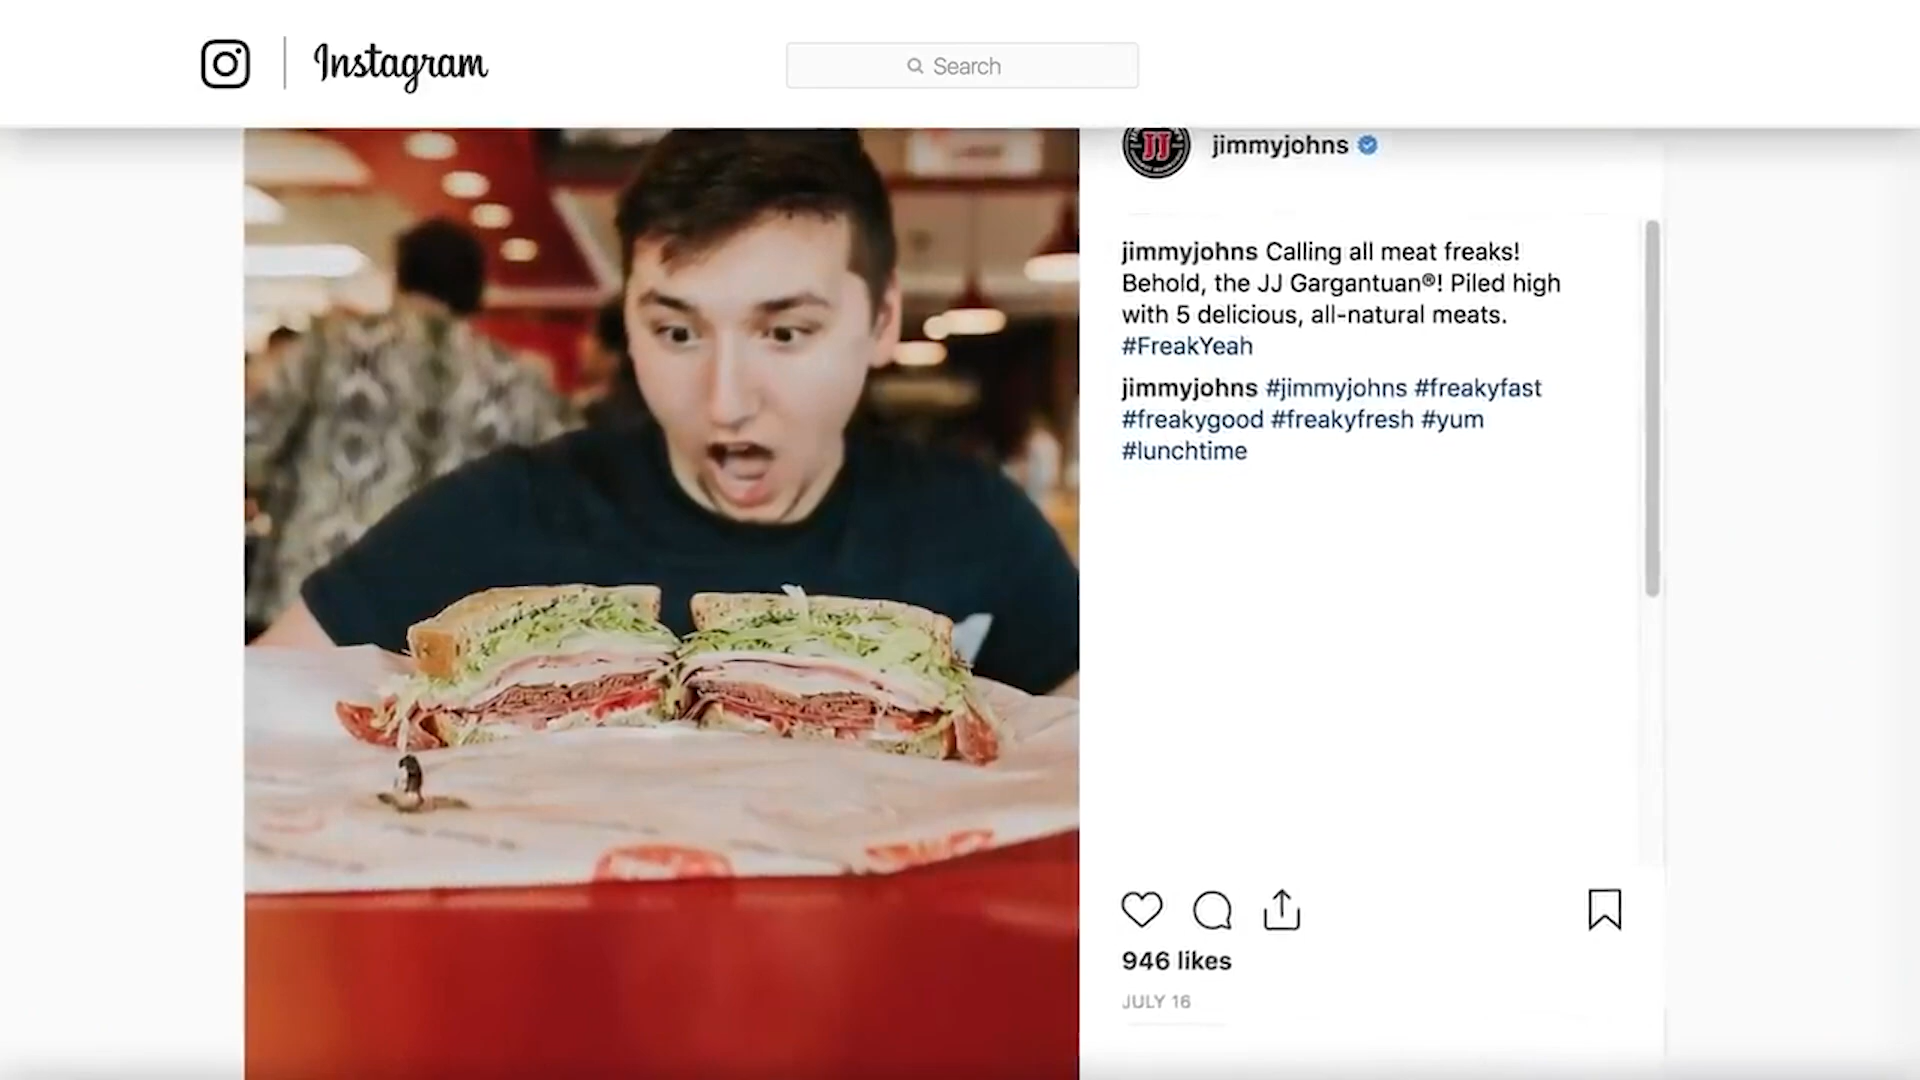 Instagram
Search
JJ
jimmyjohns
jimmyjohns Calling all meat freaks!
Behold, the JJ Gargantuan®! Piled high
with 5 delicious, all-natural meats.
#FreakYeah
jimmyjohns #jimmyjohns #freakyfast
#freakygood #freakyfresh #yum
#lunchtime
946 likes
JULY 16